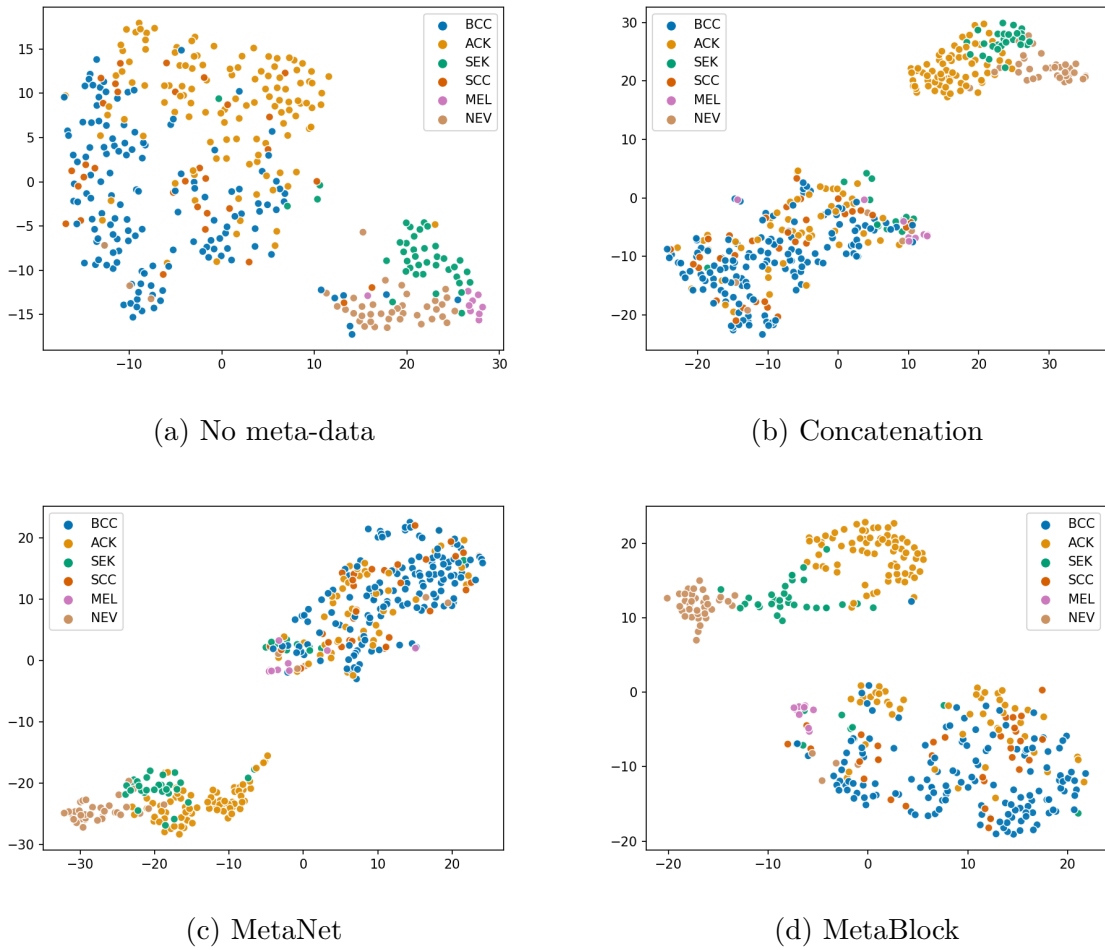 BCC
ACK
SEK
SCC
MEL
NEV
15
10
5
0
−5
−10
−15
−10 0 10 20 30
(a) No meta-data
BCC
ACK
SEK
SCC
MEL
NEV
30
20
10
0
−10
−20
−20 −10 0 10 20 30
(b) Concatenation
BCC
ACK
SEK
SCC
MEL
NEV
20
10
0
−10
−20
−30
−30 −20 −10 0 10 20
(c) MetaNet
BCC
ACK
SEK
SCC
MEL
NEV
20
10
0
−10
−20
−20 −10 0 10 20
(d) MetaBlock